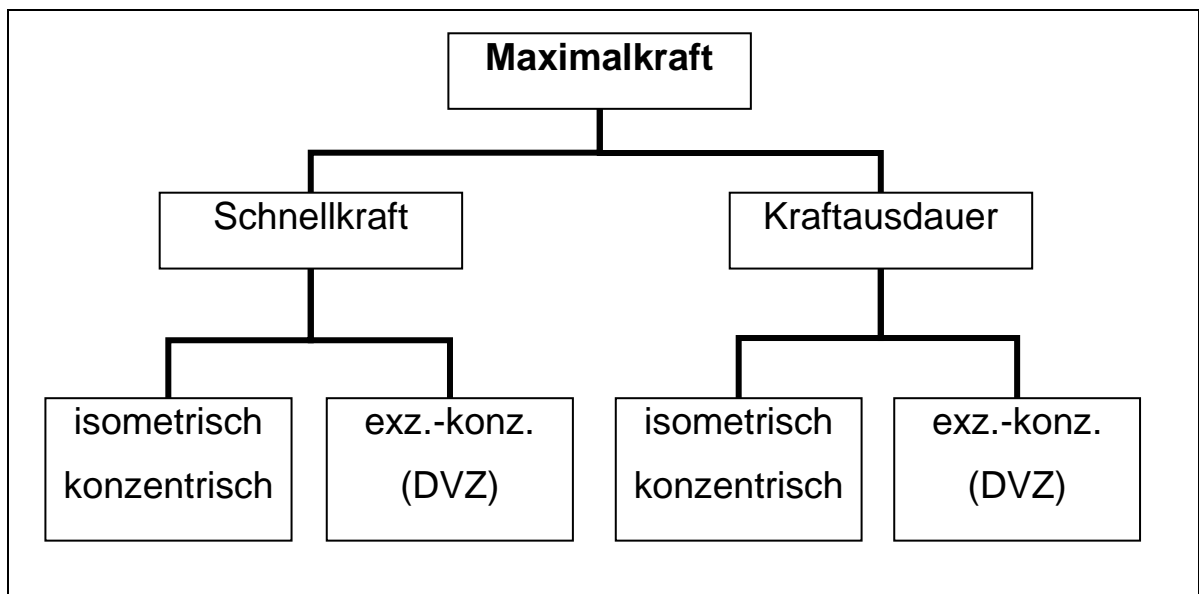 Maximalkraft
Schnellkraft
Kraftausdauer
isometrisch
konzentrisch
exz.-konz.
(DVZ)
isometrisch
konzentrisch
exz.-konz.
(DVZ)